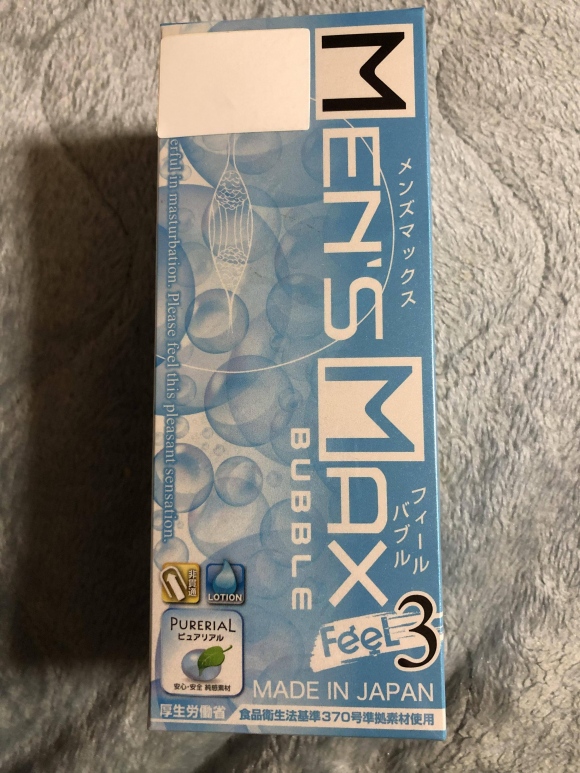 MEN'S MAX
メンズマックス
BUBBLE
フィール
バブル
Feel 3
erful in masturbation. Please feel this pleasant sensation.
非貫通
LOTION
PURERIAL
ピュアリアル
安心・安全 純感素材
MADE IN JAPAN
厚生労働省 食品衛生法基準370号準拠素材使用